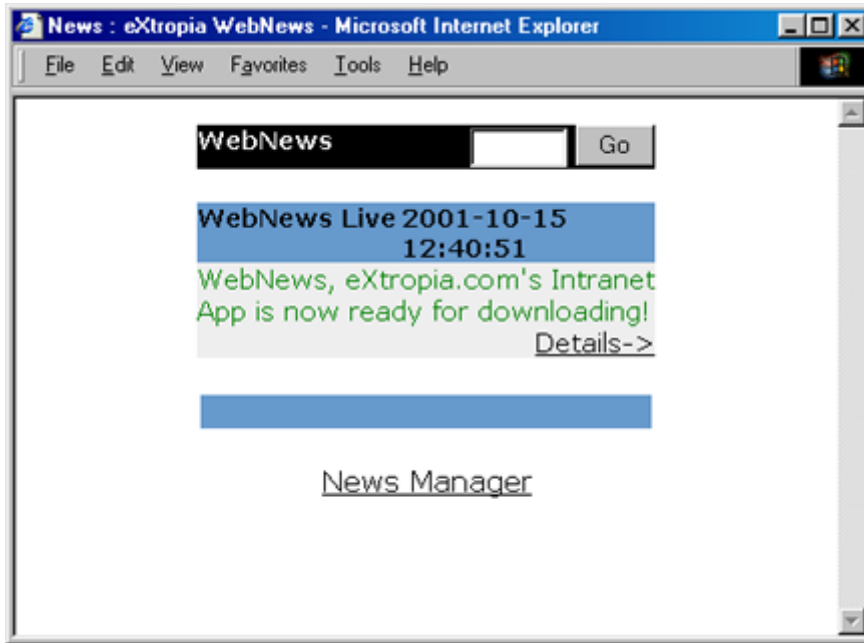 News : eXtropia WebNews - Microsoft Internet Explorer
File Edit View Favorites Tools Help
WebNews Go
WebNews Live 2001-10-15
12:40:51
WebNews, eXtropia.com's Intranet
App is now ready for downloading!
Details->
News Manager